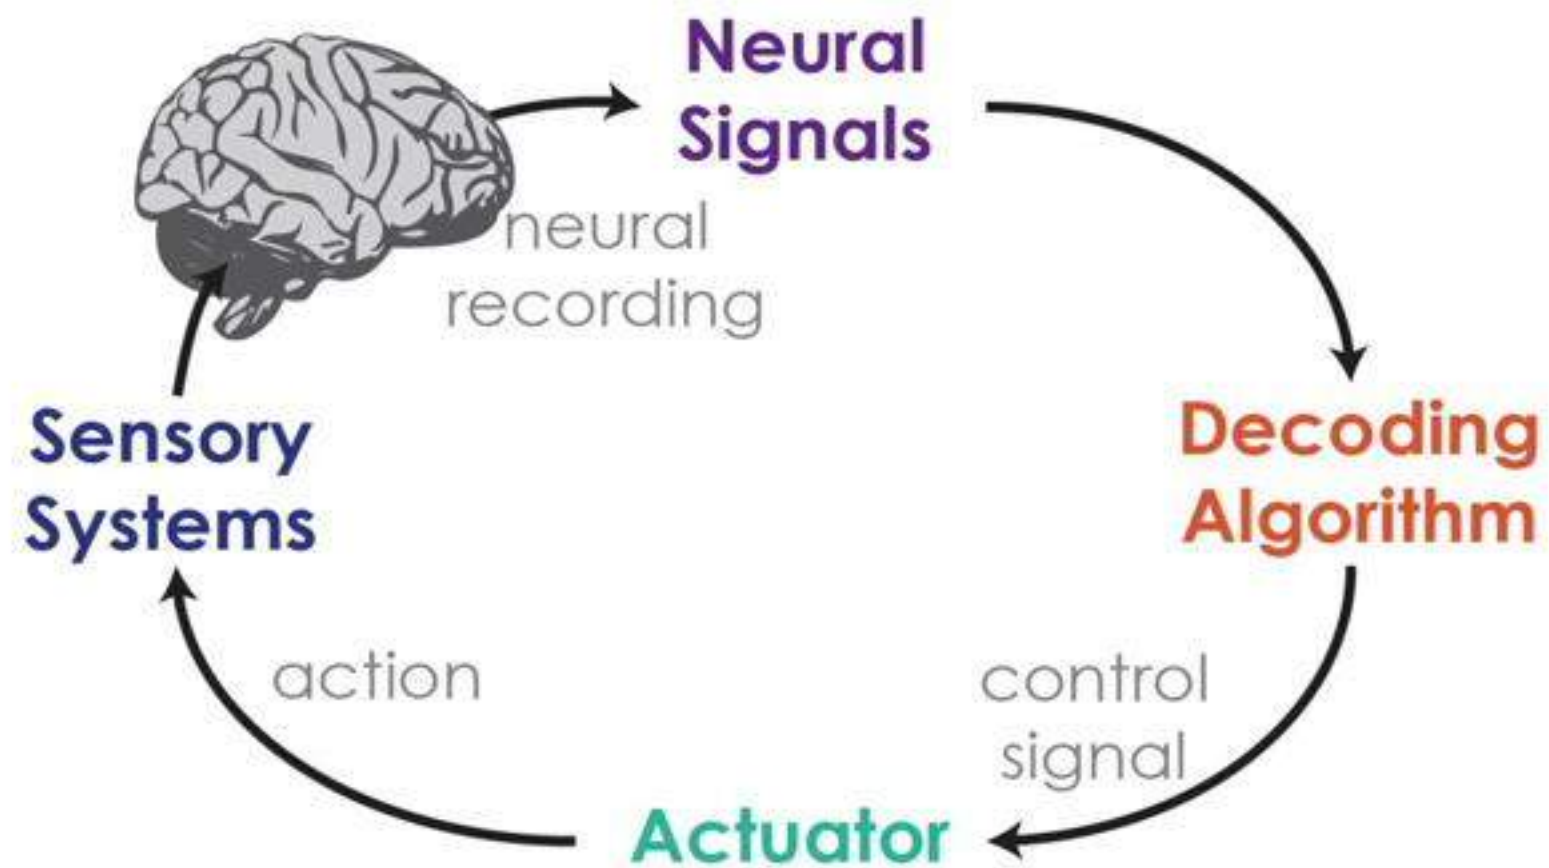 Neural
Signals
neural
recording
Decoding
Algorithm
control
signal
Actuator
action
Sensory
Systems